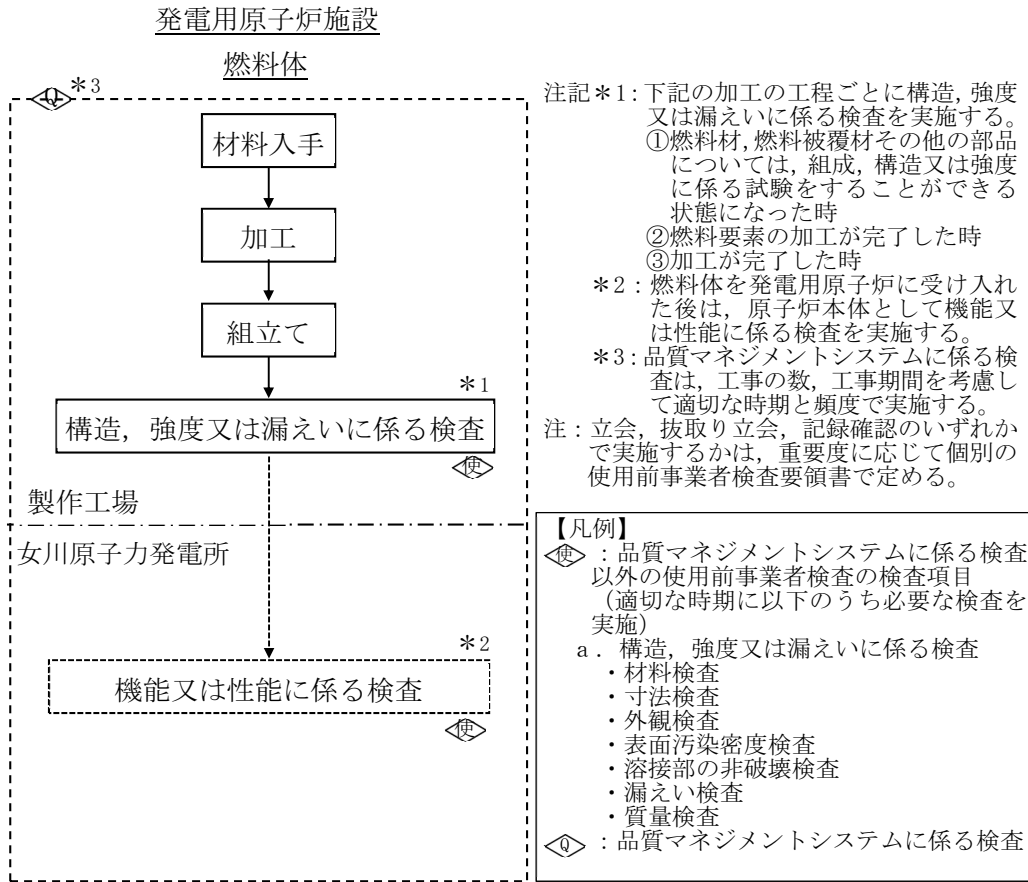 発電用原子炉施設
燃料体
Q
＊3
材料入手
加工
組立て
＊1
構造，強度又は漏えいに係る検査
使
製作工場
女川原子力発電所
＊2
機能又は性能に係る検査
使
注記＊1：下記の加工の工程ごとに構造，強度
又は漏えいに係る検査を実施する。
①燃料材，燃料被覆材その他の部品
については，組成，構造又は強度
に係る試験をすることができる
状態になった時
②燃料要素の加工が完了した時
③加工が完了した時
＊2：燃料体を発電用原子炉に受け入れ
た後は，原子炉本体として機能又
は性能に係る検査を実施する。
＊3：品質マネジメントシステムに係る検
査は，工事の数，工事期間を考慮し
て適切な時期と頻度で実施する。
注：立会，抜取り立会，記録確認のいずれか
で実施するかは，重要度に応じて個別の
使用前事業者検査要領書で定める。
【凡例】
使：品質マネジメントシステムに係る検査
以外の使用前事業者検査の検査項目
（適切な時期に以下のうち必要な検査を
実施）
a．構造，強度又は漏えいに係る検査
・材料検査
・寸法検査
・外観検査
・表面汚染密度検査
・溶接部の非破壊検査
・漏えい検査
・質量検査
Q：品質マネジメントシステムに係る検査